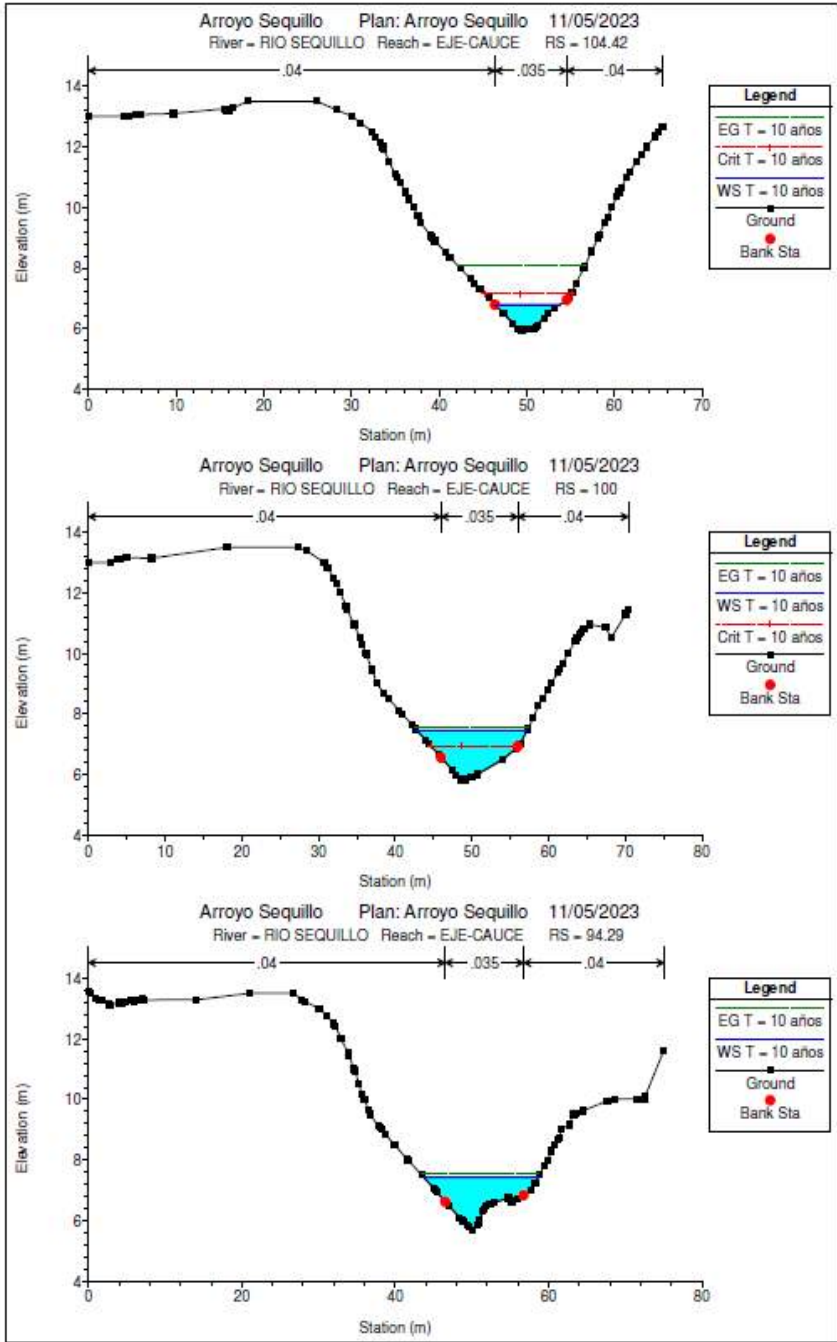 Arroyo Sequillo Plan: Arroyo Sequillo 11/05/2023
River = RIO SEQUILLO Reach = EJE-CAUCE RS = 104.42
.04 .035 .04
Legend
EG T = 10 años
Crit T = 10 años
WS T = 10 años
Ground
Bank Sta
Elevation (m)
14
12
10
8
6
4
0 10 20 30 40 50 60 70
Station (m)
Arroyo Sequillo Plan: Arroyo Sequillo 11/05/2023
River = RIO SEQUILLO Reach = EJE-CAUCE RS = 100
.04 .035 .04
Legend
EG T = 10 años
WS T = 10 años
Crit T = 10 años
Ground
Bank Sta
Elevation (m)
14
12
10
8
6
4
0 20 40 60 80
Station (m)
Arroyo Sequillo Plan: Arroyo Sequillo 11/05/2023
River = RIO SEQUILLO Reach = EJE-CAUCE RS = 94.29
.04 .035 .04
Legend
EG T = 10 años
WS T = 10 años
Ground
Bank Sta
Elevation (m)
14
12
10
8
6
4
0 20 40 60 80
Station (m)